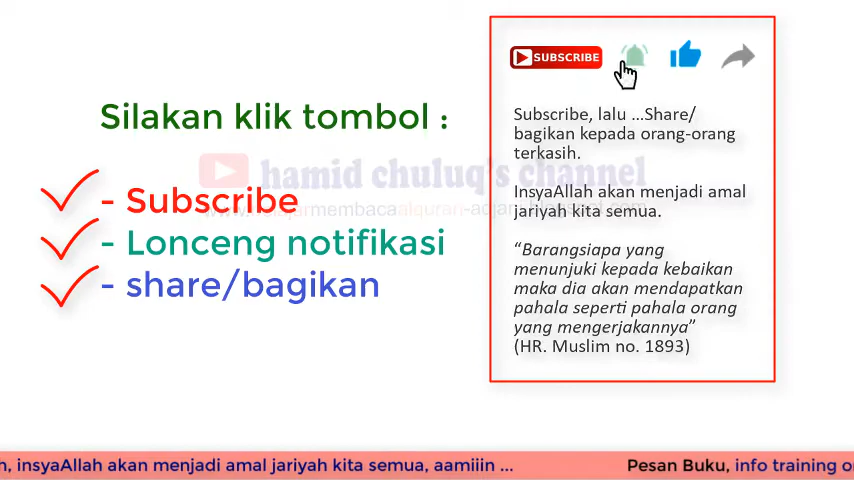 Silakan klik tombol :
- Subscribe
- Lonceng notifikasi
- share/bagikan
hamid chuluq's channel
SUBSCRIBE
Subscribe, lalu ...Share/
bagikan kepada orang-orang
terkasih.
InsyaAllah akan menjadi amal
jariyah kita semua.
“Barangsiapa yang
menunjuki kepada kebaikan
maka dia akan mendapatkan
pahala seperti pahala orang
yang mengerjakannya”
(HR. Muslim no. 1893)
insyaAllah akan menjadi amal jariyah kita semua, aamiiin ... Pesan Buku, info training